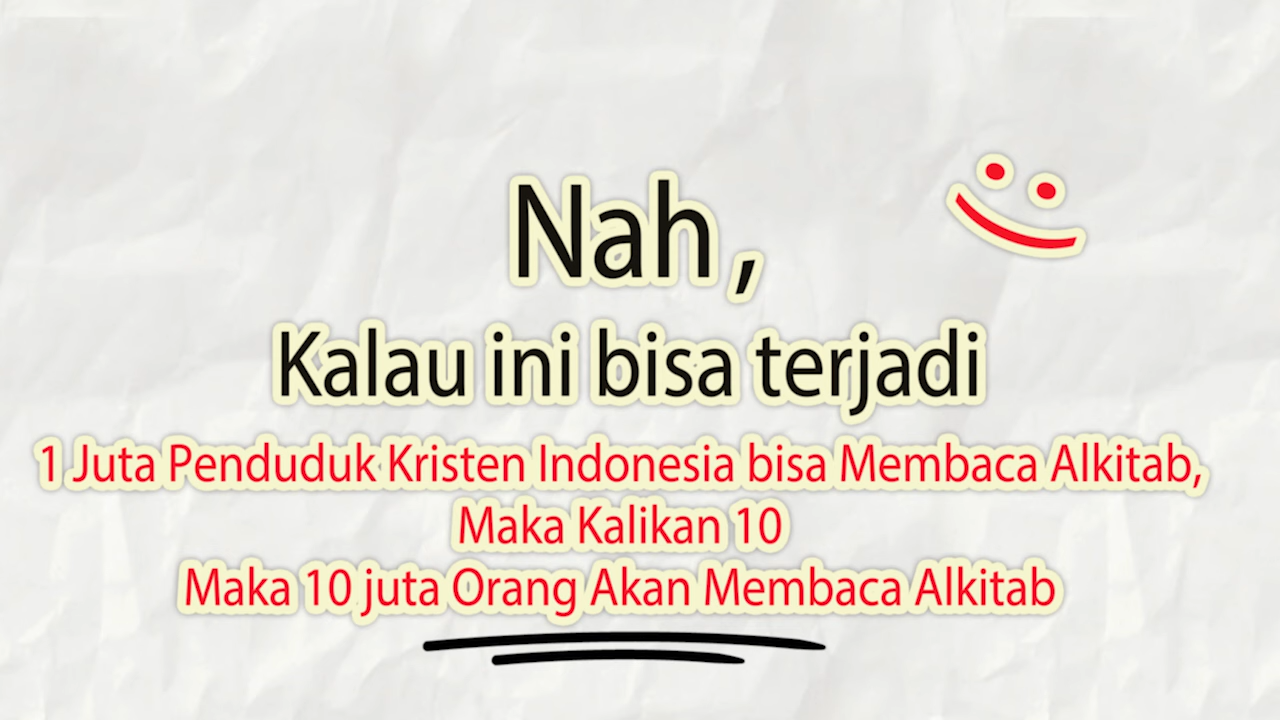 Nah ,
Kalau ini bisa terjadi
1 Juta Penduduk Kristen Indonesia bisa Membaca Alkitab,
Maka Kalikan 10
Maka 10 juta Orang Akan Membaca Alkitab